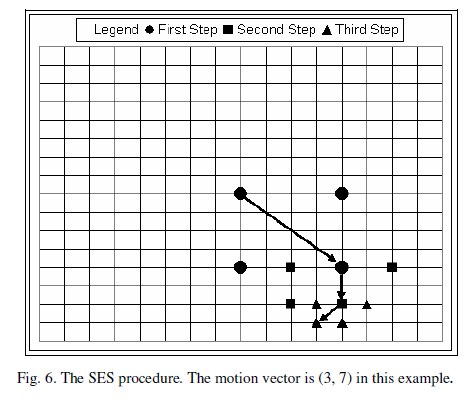 Legend First Step Second Step Third Step
Fig. 6. The SES procedure. The motion vector is (3, 7) in this example.